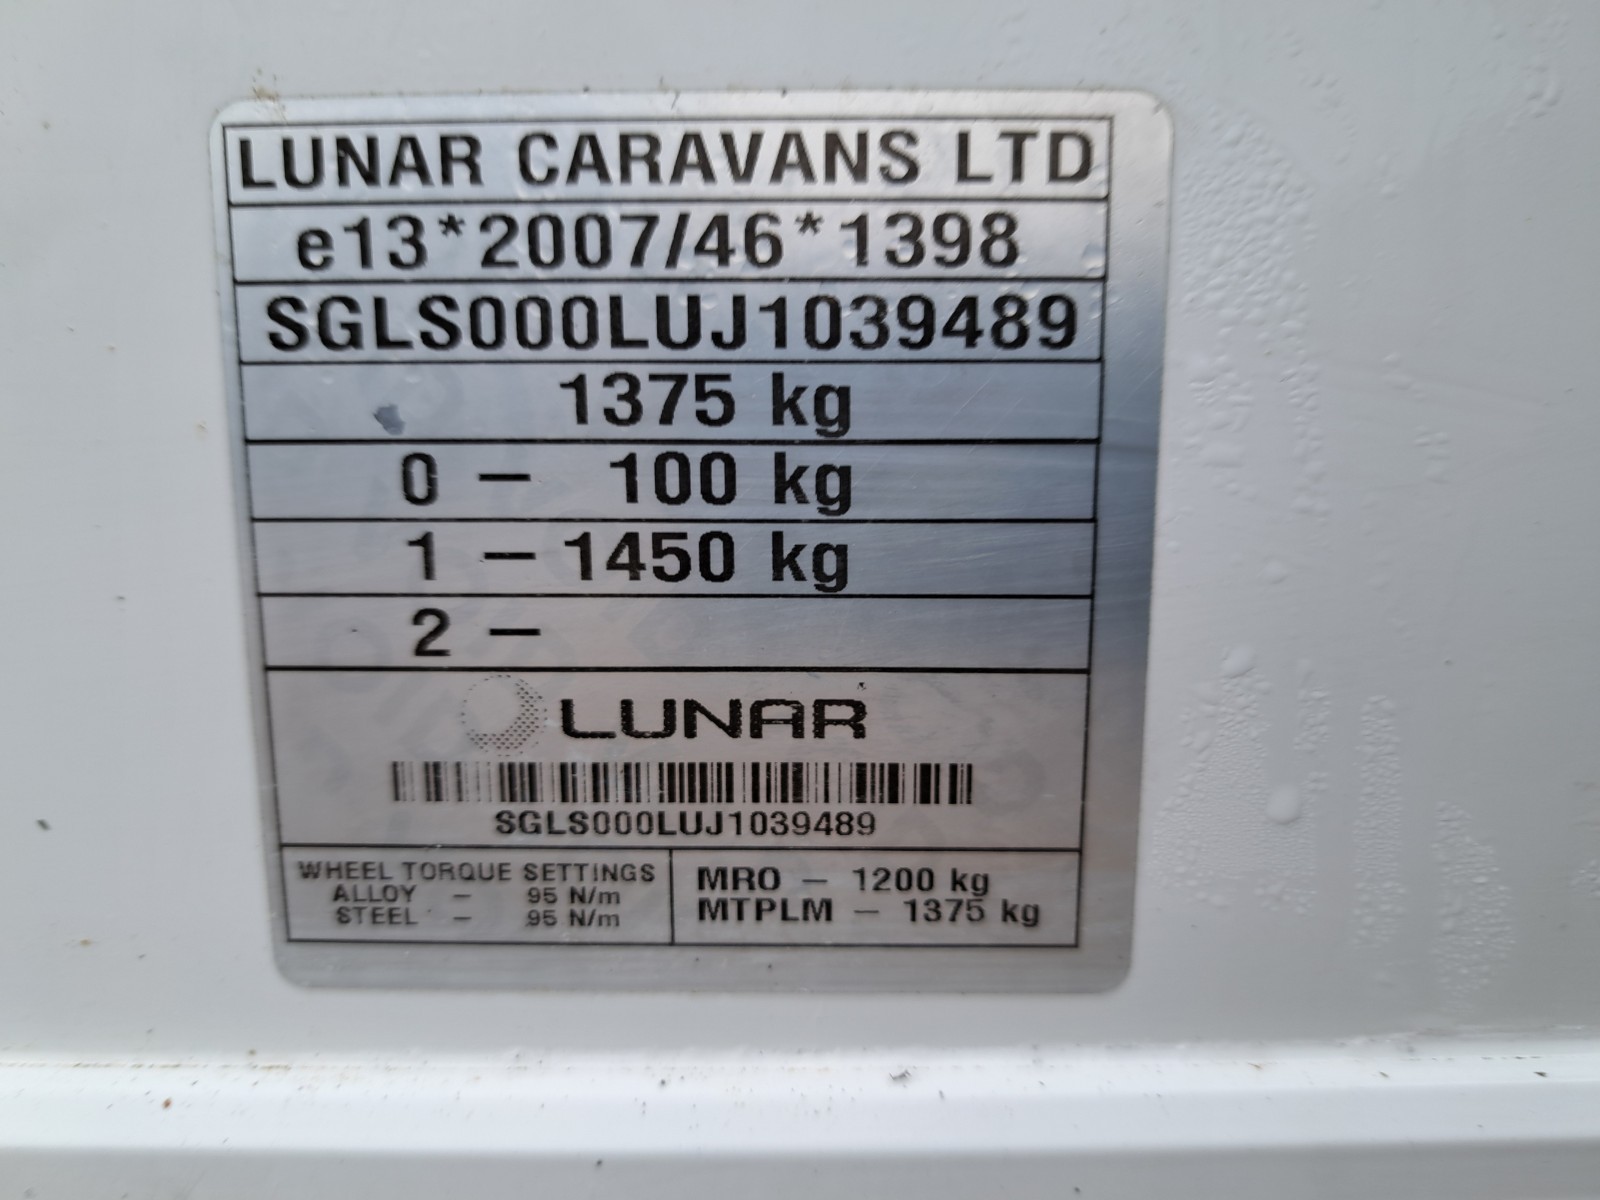 LUNAR CARAVANS LTD
e13*2007/46*1398
SGLS000LUJ1039489
1375 kg
0 – 100 kg
1 – 1450 kg
2 –
LUNAR
SGLS000LUJ1039489
WHEEL TORQUE SETTINGS
ALLOY – 95 N/m
STEEL – 95 N/m
MRO – 1200 kg
MTPLM – 1375 kg